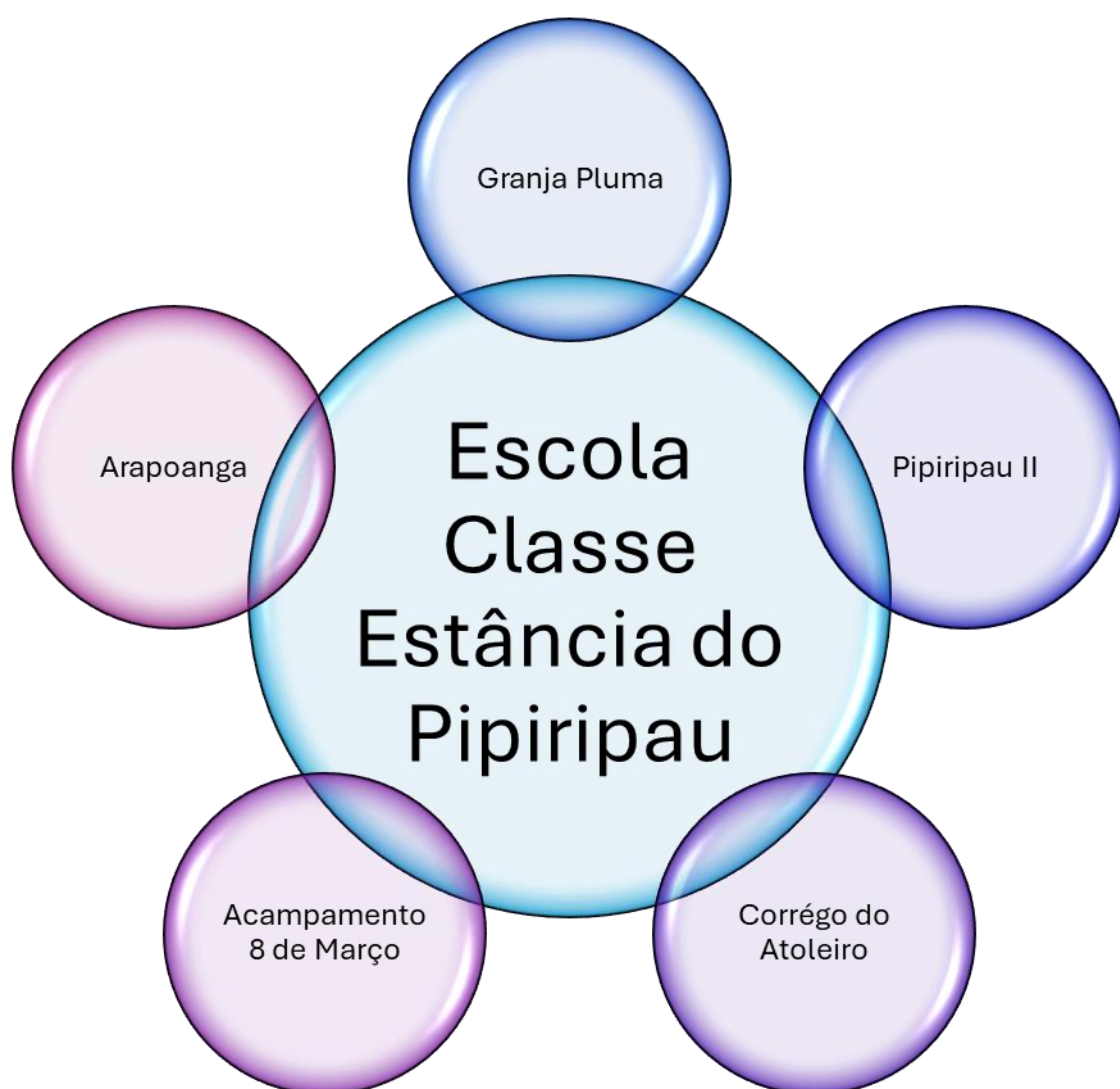 Granja Pluma
Arapoanga
Escola
Classe
Estância do
Pipiripau
Pipiripau II
Acampamento
8 de Março
Corrégo do
Atoleiro